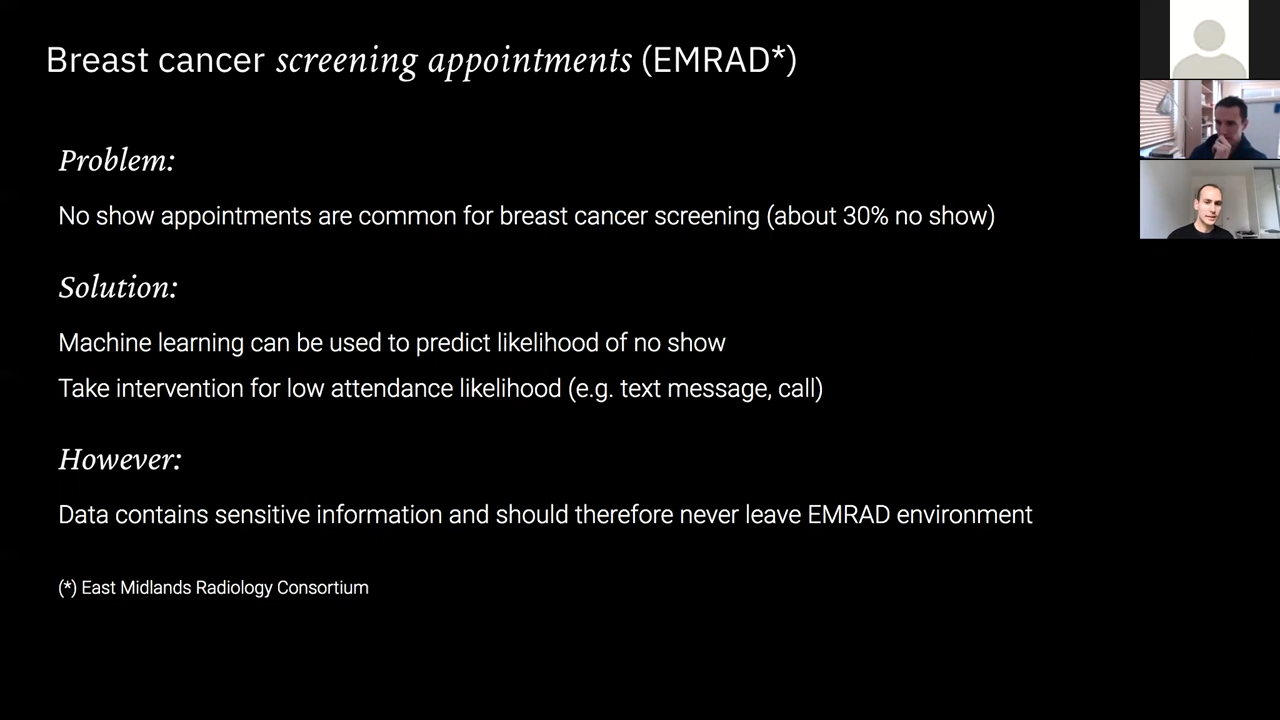 Breast cancer screening appointments (EMRAD*)
Problem:
No show appointments are common for breast cancer screening (about 30% no show)
Solution:
Machine learning can be used to predict likelihood of no show
Take intervention for low attendance likelihood (e.g. text message, call)
However:
Data contains sensitive information and should therefore never leave EMRAD environment
(*) East Midlands Radiology Consortium